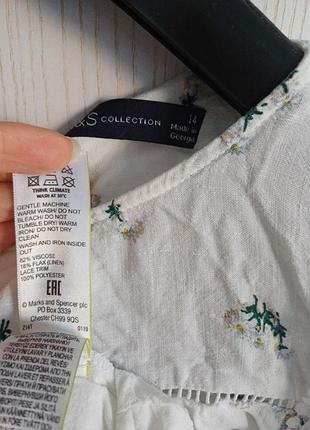 &S COLLECTION
14
Made in
Georgia
THINK CLIMATE
WASH AT 30°C
GENTLE MACHINE
WARM WASH/ DO NOT
BLEACH/ DO NOT
TUMBLE DRY/ WARM
IRON/ DO NOT DRY
CLEAN
WASH AND IRON INSIDE
OUT
82% VISCOSE
18% FLAX (LINEN)
LACE TRIM
100% POLYESTER
EAC
© Marks and Spencer plc
PO Box 3339
Chester CH99 9QS
Z14T 0119